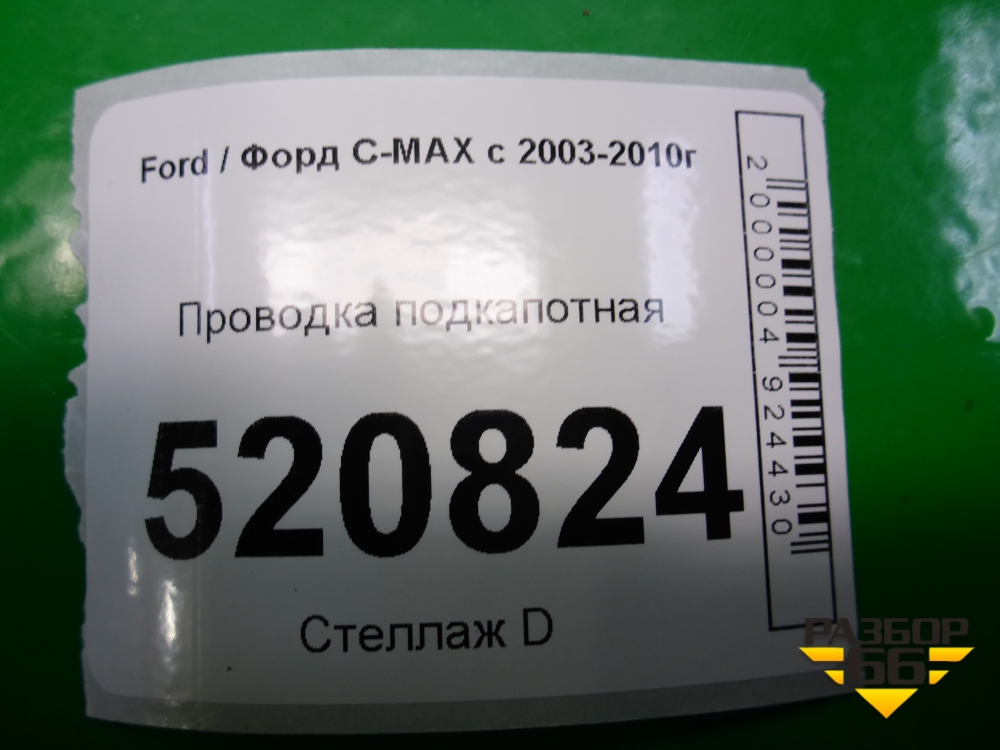 Ford / Форд C-MAX с 2003-2010г
Проводка подкапотная
520824
Стеллаж D
2000004924430
РАЗБОР
66